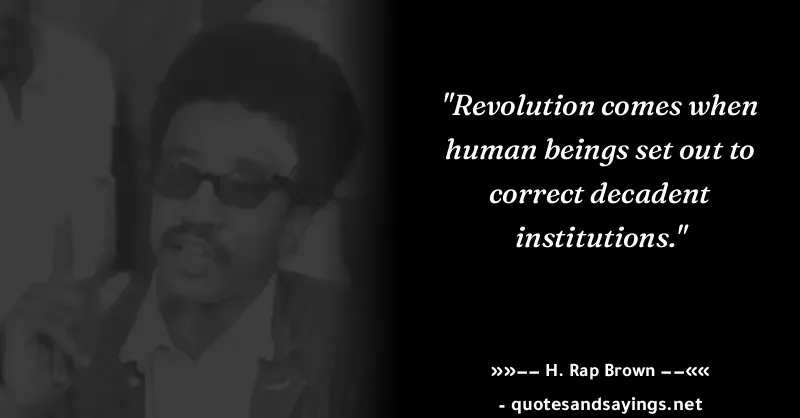 "Revolution comes when
human beings set out to
correct decadent
institutions."
»»−− H. Rap Brown −−««
- quotesandsayings.net